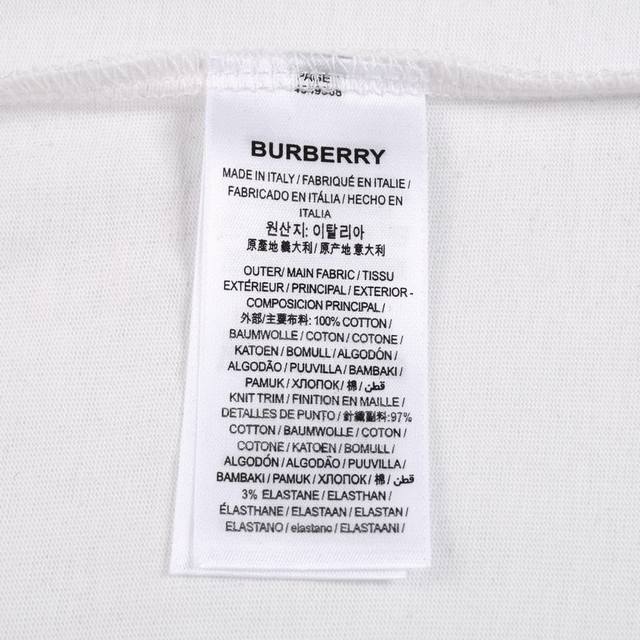 PAGE
BURBERRY
MADE IN ITALY / FABRIQUÉ EN ITALIE /
FABRICADO EN ITÁLIA / HECHO EN
ITALIA
원산지: 이탈리아
原產地 義大利 / 原产地 意大利
OUTER/ MAIN FABRIC / TISSU
EXTÉRIEUR / PRINCIPAL / EXTERIOR -
COMPOSICION PRINCIPAL /
外部/主要布料: 100% COTTON /
BAUMWOLLE / COTON / COTONE /
KATOEN / BOMULL / ALGODÓN /
ALGODÃO / PUUVILLA / BAMBAKI /
PAMUK / ХЛОПОК / 棉 / قطن /
KNIT TRIM / FINITION EN MAILLE /
DETALLES DE PUNTO / 針織副料:97%
COTTON / BAUMWOLLE / COTON /
COTONE / KATOEN / BOMULL /
ALGODÓN / ALGODÃO / PUUVILLA /
BAMBAKI / PAMUK / ХЛОПОК / 棉 / قطن /
3% ELASTANE / ELASTHAN /
ÉLASTHANE / ELASTAAN / ELASTAN /
ELASTANO / elastano / ELASTAANI /